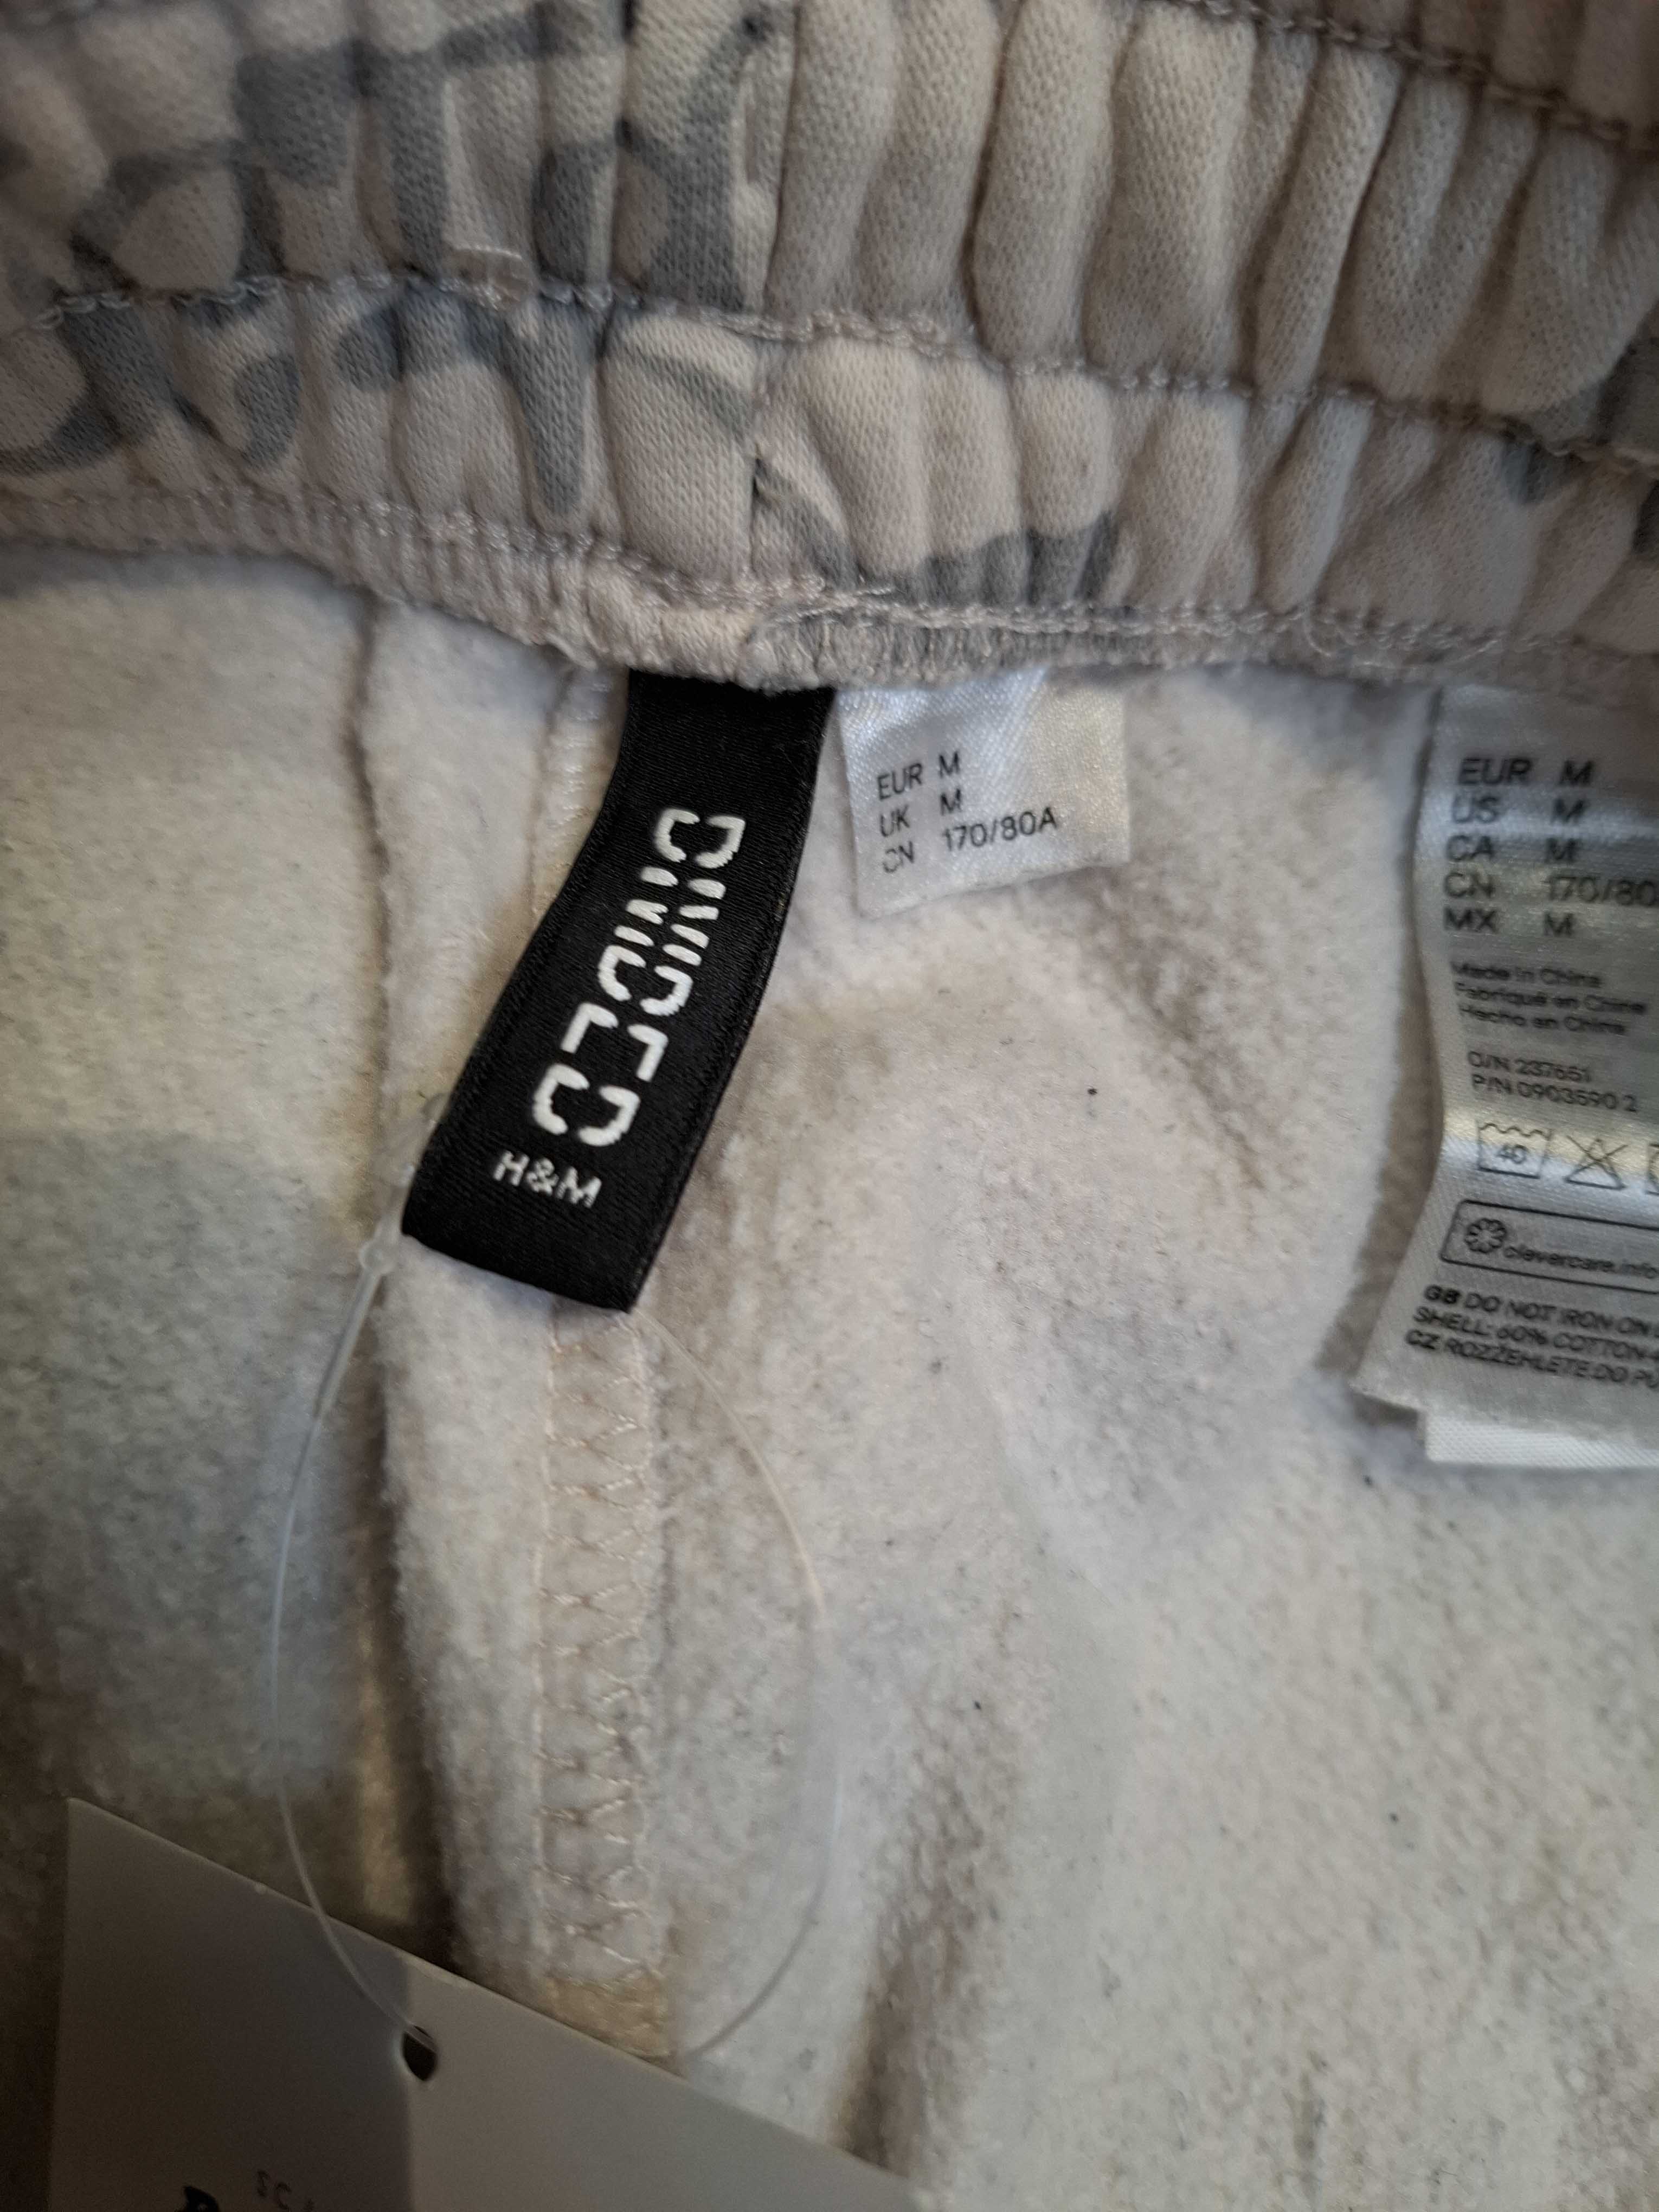 DIVIDED
H&M
EUR M
UK M
CN 170/80A
EUR M
US M
CA M
CN 170/80
MX M
Made in China
Fabriqué en Chine
Hecho en China
O/N 237651
P/N 0903590 2
40
clevercare.info
GB DO NOT IRON ON
SHELL: 60% COTTON
CZ ROZŽEHLETE DO